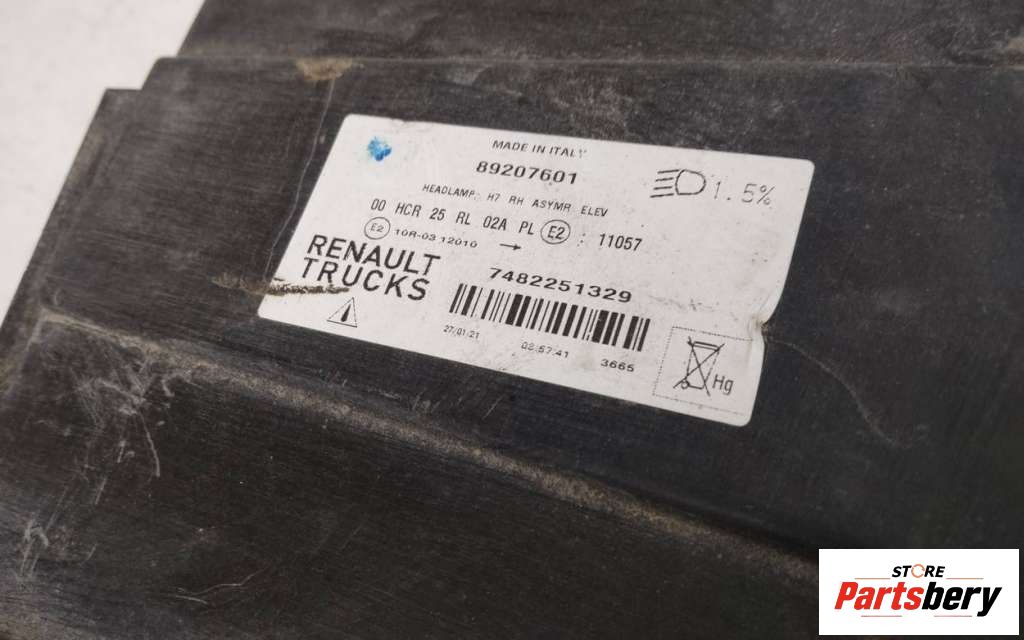 MADE IN ITALY
89207601
1.5%
HEADLAMP: H7 RH ASYMR ELEV
00 HCR 25 RL 02A PL E2 : 11057
E2 10R-03 12010 →
RENAULT
TRUCKS
7482251329
27/01/21 08:57:41 3665
Hg
STORE
Partsbery